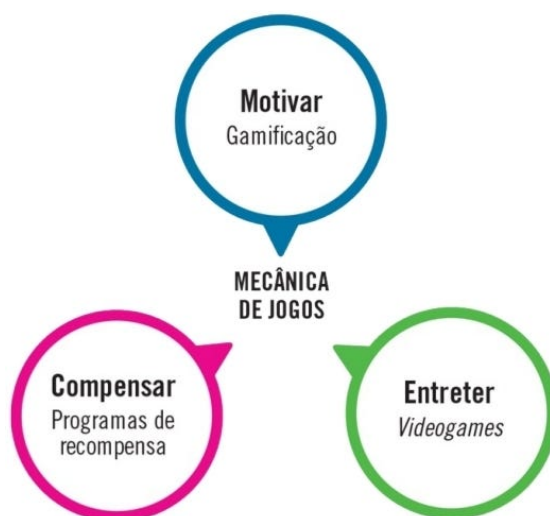 Motivar
Gamificação
MECÂNICA
DE JOGOS
Compensar
Programas de
recompensa
Entreter
Videogames